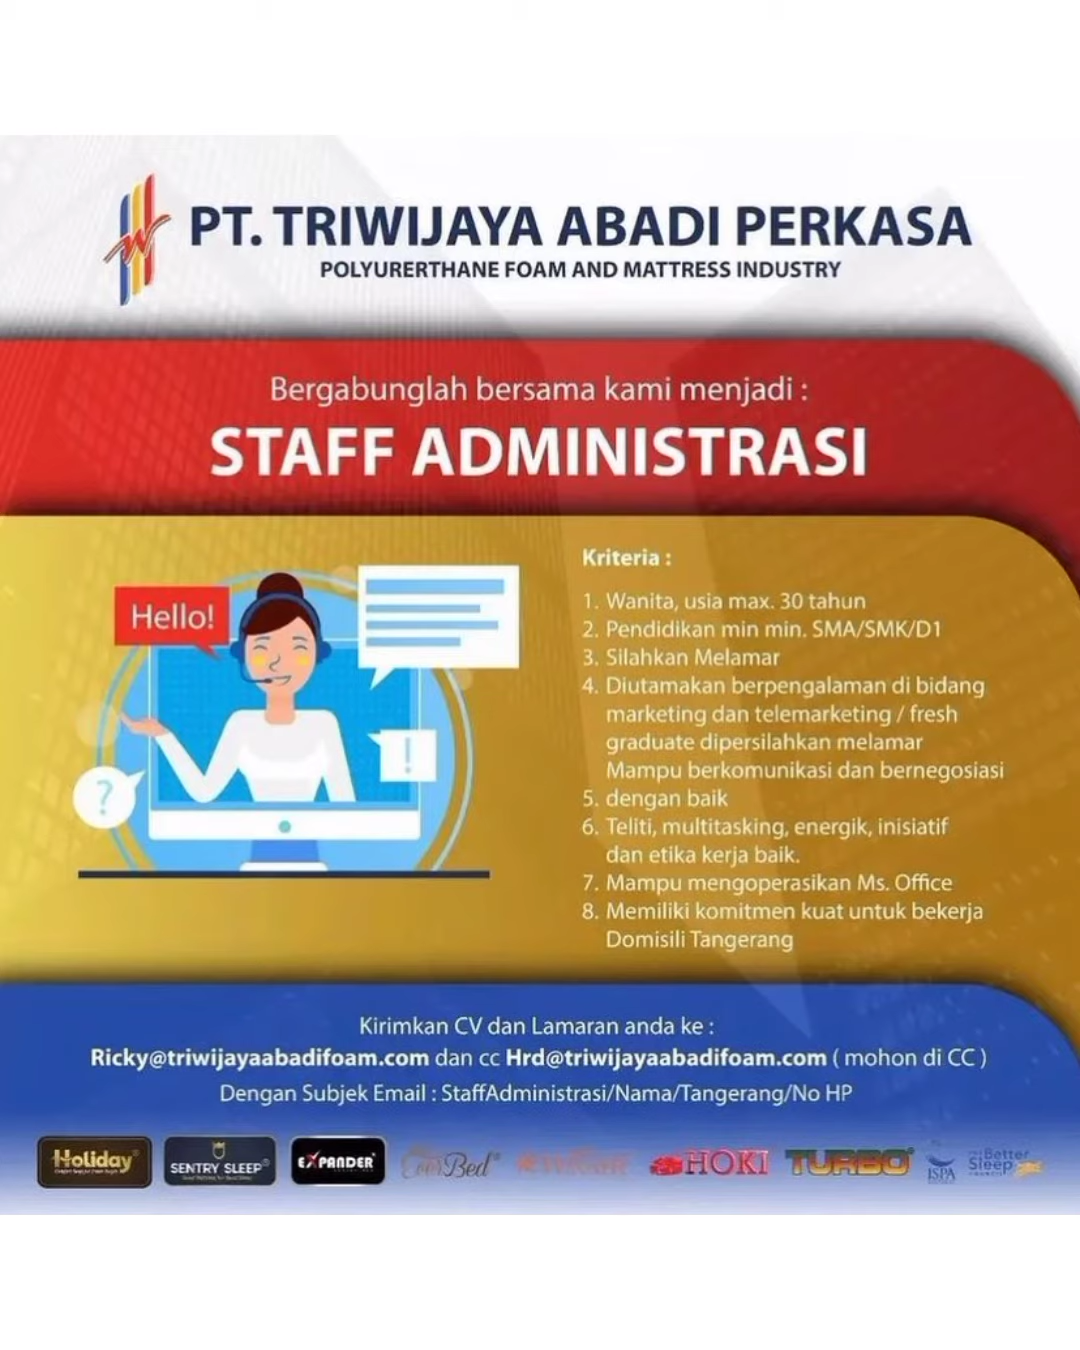 PT. TRIWIJAYA ABADI PERKASA
POLYURERTHANE FOAM AND MATTRESS INDUSTRY
Bergabunglah bersama kami menjadi :
STAFF ADMINISTRASI
Hello!
?
!
Kriteria :
1. Wanita, usia max. 30 tahun
2. Pendidikan min min. SMA/SMK/D1
3. Silahkan Melamar
4. Diutamakan berpengalaman di bidang
marketing dan telemarketing / fresh
graduate dipersilahkan melamar
Mampu berkomunikasi dan bernegosiasi
5. dengan baik
6. Teliti, multitasking, energik, inisiatif
dan etika kerja baik.
7. Mampu mengoperasikan Ms. Office
8. Memiliki komitmen kuat untuk bekerja
Domisili Tangerang
Kirimkan CV dan Lamaran anda ke :
Ricky@triwijayaabadifoam.com dan cc Hrd@triwijayaabadifoam.com ( mohon di CC )
Dengan Subjek Email : StaffAdministrasi/Nama/Tangerang/No HP
Holiday®
SENTRY SLEEP®
EXPANDER
Bed®
HOKI
TURBO
ISPA
Better
Sleep